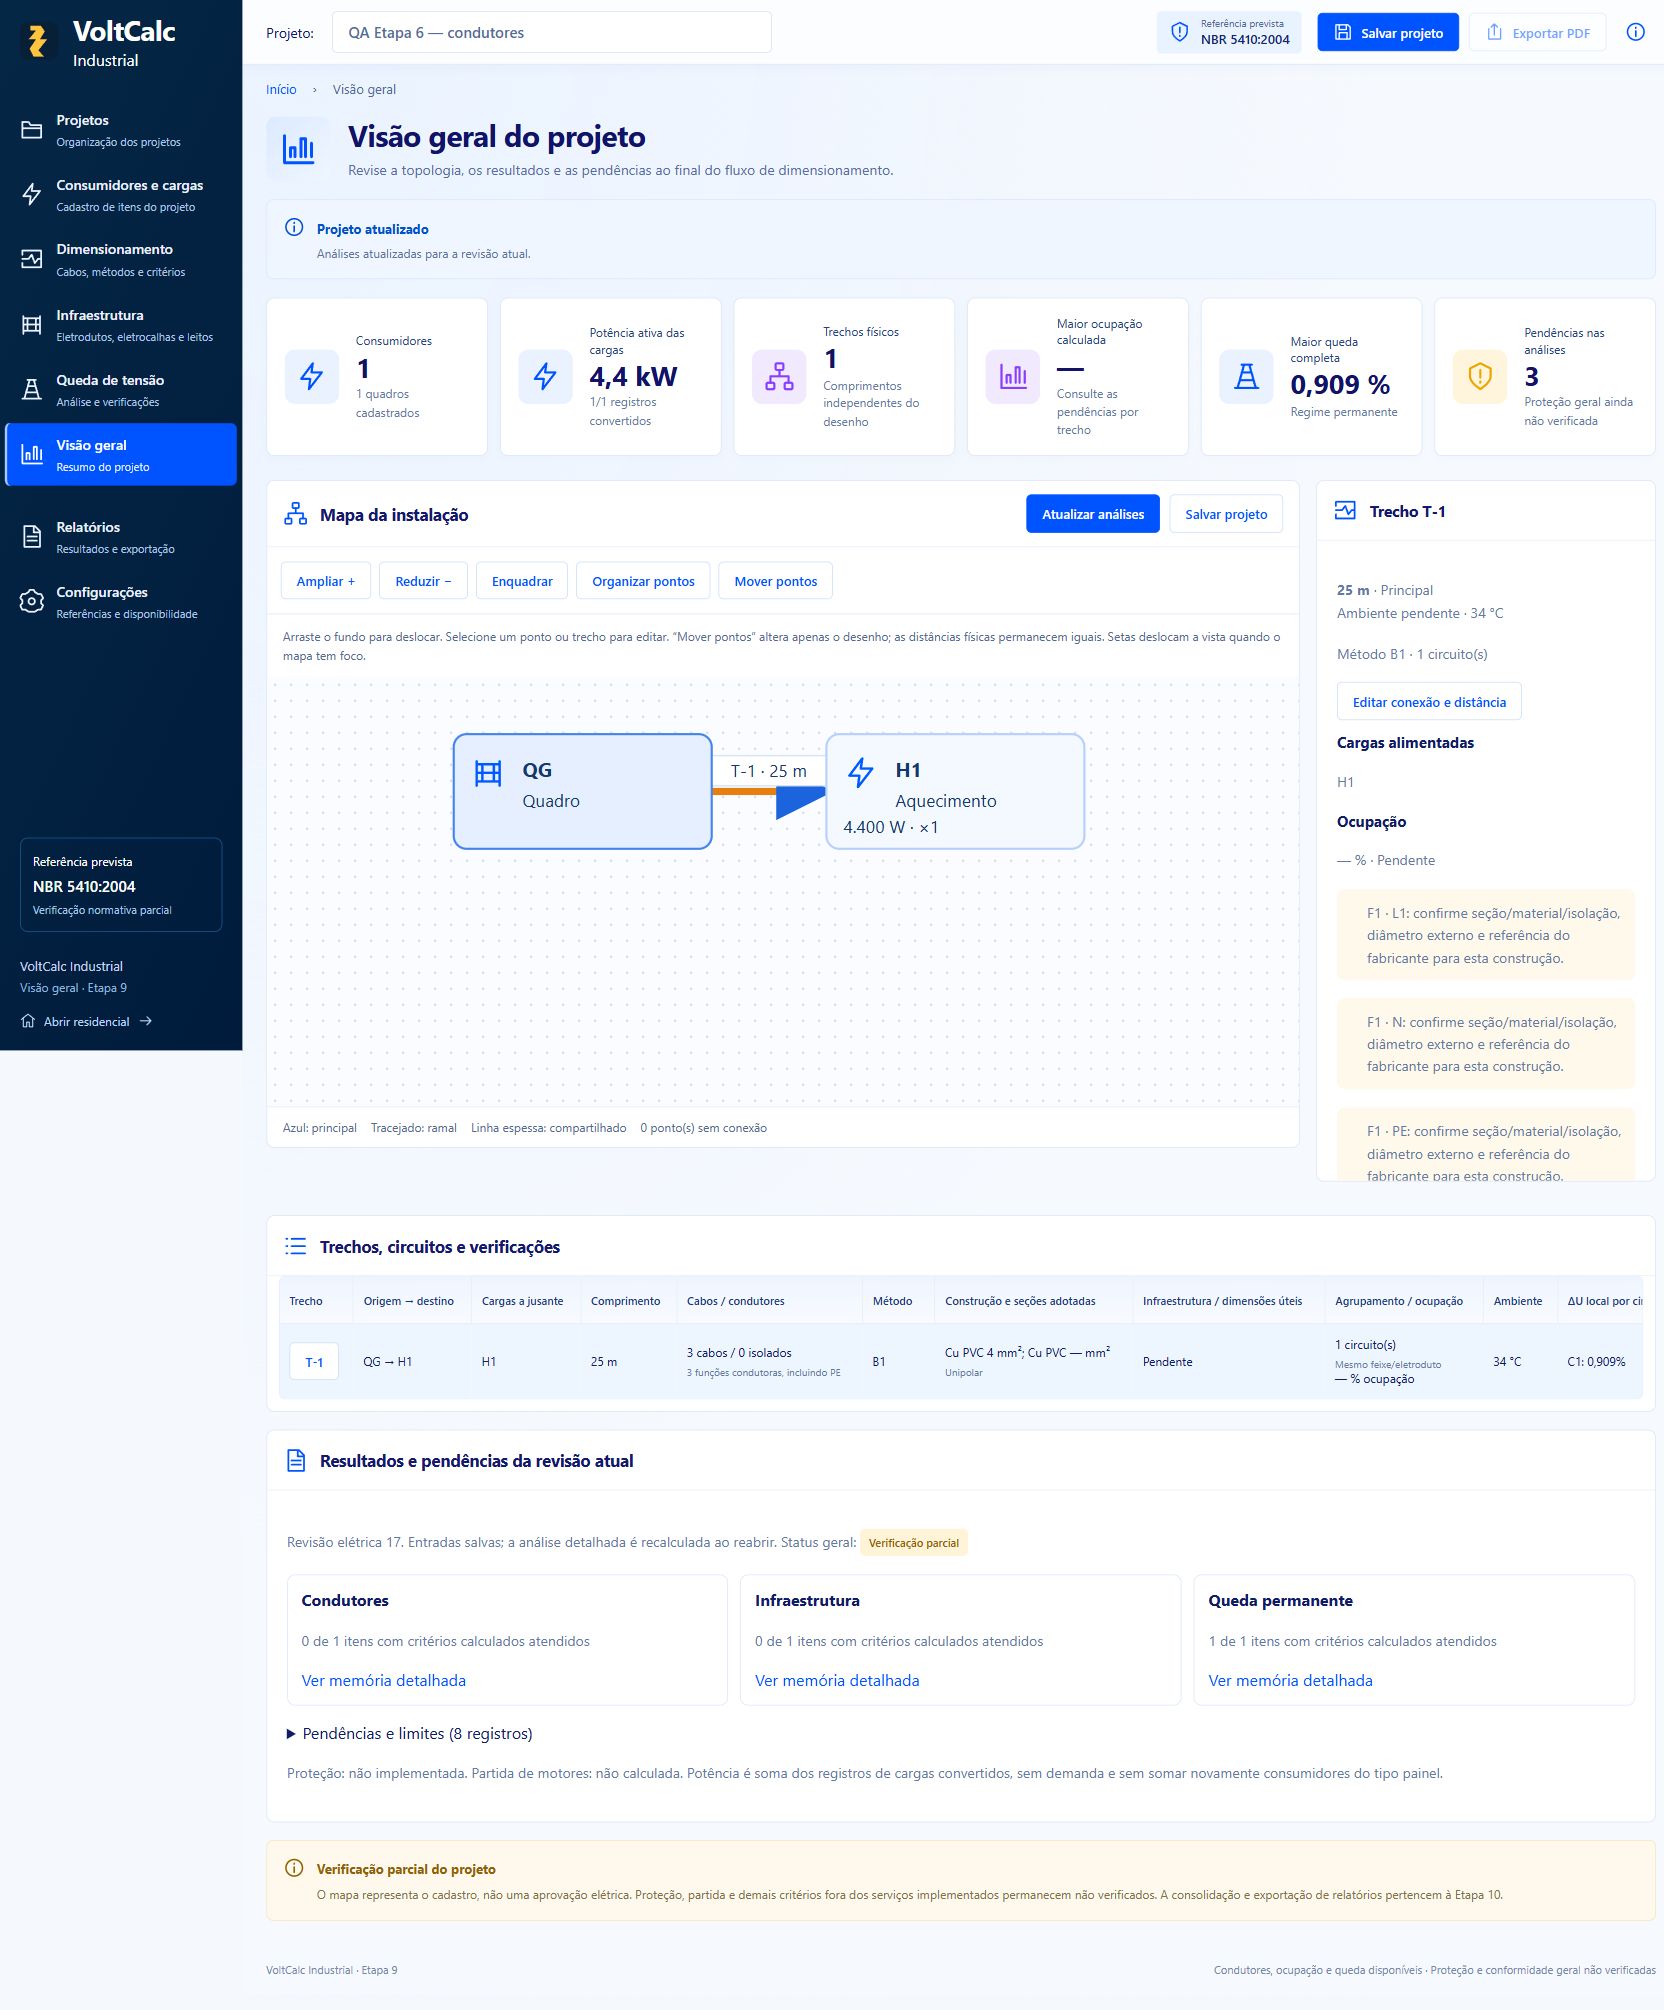 VoltCalc
Industrial
Projetos
Organização dos projetos
Consumidores e cargas
Cadastro de itens do projeto
Dimensionamento
Cabos, métodos e critérios
Infraestrutura
Eletrodutos, eletrocalhas e leitos
Queda de tensão
Análise e verificações
Visão geral
Resumo do projeto
Relatórios
Resultados e exportação
Configurações
Referências e disponibilidade
Referência prevista
NBR 5410:2004
Verificação normativa parcial
VoltCalc Industrial
Visão geral · Etapa 9
Abrir residencial →
Projeto:
QA Etapa 6 — condutores
Referência prevista
NBR 5410:2004
Salvar projeto
Exportar PDF
Início › Visão geral
Visão geral do projeto
Revise a topologia, os resultados e as pendências ao final do fluxo de dimensionamento.
Projeto atualizado
Análises atualizadas para a revisão atual.
Consumidores
1
1 quadros
cadastrados
Potência ativa das
cargas
4,4 kW
1/1 registros
convertidos
Trechos físicos
1
Comprimentos
independentes do
desenho
Maior ocupação
calculada
—
Consulte as
pendências por
trecho
Maior queda
completa
0,909 %
Regime permanente
Pendências nas
análises
3
Proteção geral ainda
não verificada
Mapa da instalação
Atualizar análises
Salvar projeto
Ampliar +
Reduzir −
Enquadrar
Organizar pontos
Mover pontos
Arraste o fundo para deslocar. Selecione um ponto ou trecho para editar. "Mover pontos" altera apenas o desenho; as distâncias físicas permanecem iguais. Setas deslocam a vista quando o
mapa tem foco.
QG
Quadro
T-1 · 25 m
H1
Aquecimento
4.400 W · ×1
Azul: principal Tracejado: ramal Linha espessa: compartilhado 0 ponto(s) sem conexão
Trecho T-1
25 m · Principal
Ambiente pendente · 34 °C
Método B1 · 1 circuito(s)
Editar conexão e distância
Cargas alimentadas
H1
Ocupação
— % · Pendente
F1 · L1: confirme seção/material/isolação,
diâmetro externo e referência do
fabricante para esta construção.
F1 · N: confirme seção/material/isolação,
diâmetro externo e referência do
fabricante para esta construção.
F1 · PE: confirme seção/material/isolação,
diâmetro externo e referência do
fabricante para esta construção.
Trechos, circuitos e verificações
Trecho
Origem → destino
Cargas a jusante
Comprimento
Cabos / condutores
Método
Construção e seções adotadas
Infraestrutura / dimensões úteis
Agrupamento / ocupação
Ambiente
ΔU local por cir
T-1
QG → H1
H1
25 m
3 cabos / 0 isolados
3 funções condutoras, incluindo PE
B1
Cu PVC 4 mm²; Cu PVC — mm²
Unipolar
Pendente
1 circuito(s)
Mesmo feixe/eletroduto
— % ocupação
34 °C
C1: 0,909%
Resultados e pendências da revisão atual
Revisão elétrica 17. Entradas salvas; a análise detalhada é recalculada ao reabrir. Status geral: Verificação parcial
Condutores
0 de 1 itens com critérios calculados atendidos
Ver memória detalhada
Infraestrutura
0 de 1 itens com critérios calculados atendidos
Ver memória detalhada
Queda permanente
1 de 1 itens com critérios calculados atendidos
Ver memória detalhada
Pendências e limites (8 registros)
Proteção: não implementada. Partida de motores: não calculada. Potência é soma dos registros de cargas convertidos, sem demanda e sem somar novamente consumidores do tipo painel.
Verificação parcial do projeto
O mapa representa o cadastro, não uma aprovação elétrica. Proteção, partida e demais critérios fora dos serviços implementados permanecem não verificados. A consolidação e exportação de relatórios pertencem à Etapa 10.
VoltCalc Industrial · Etapa 9
Condutores, ocupação e queda disponíveis · Proteção e conformidade geral não verificadas